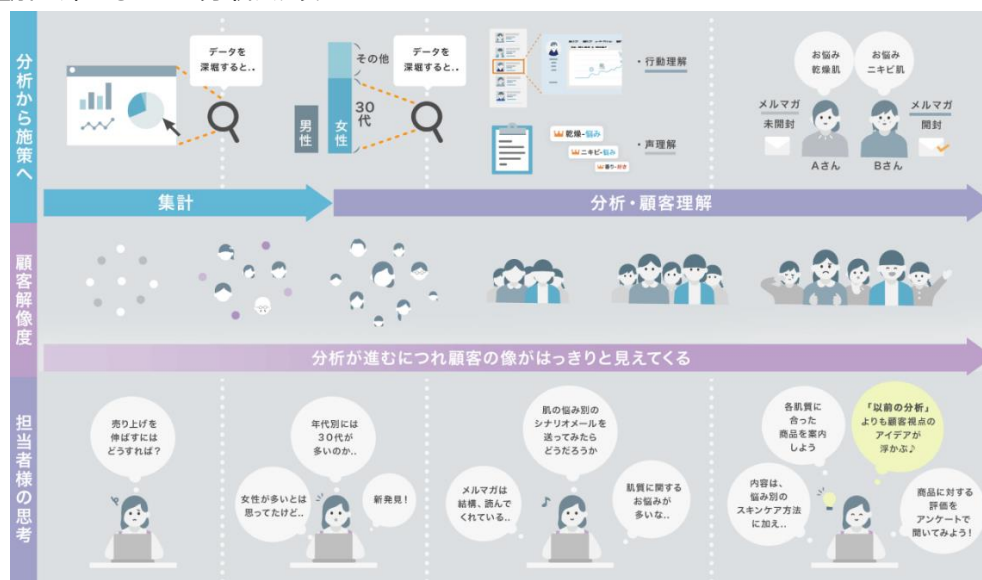 分析から施策へ
データを
深堀すると..
その他
30
代
男性
女性
データを
深堀すると..
・行動理解
乾燥-悩み
ニキビ-悩み
香り-好き
・声理解
お悩み
乾燥肌
お悩み
ニキビ肌
メルマガ
未開封
メルマガ
開封
Aさん
Bさん
集計
分析・顧客理解
顧客解像度
分析が進むにつれ顧客の像がはっきりと見えてくる
担当者様の思考
売り上げを
伸ばすには
どうすれば？
年代別には
３０代が
多いのか..
女性が多いとは
思ってたけど..
新発見！
肌の悩み別の
シナリオメールを
送ってみたら
どうだろうか
メルマガは
結構、読んで
くれている..
肌質に関する
お悩みが
多いな..
各肌質に
合った
商品を案内
しよう
「以前の分析」
よりも顧客視点の
アイデアが
浮かぶ♪
内容は、
悩み別の
スキンケア方法
に加え..
商品に対する
評価を
アンケートで
聞いてみよう！